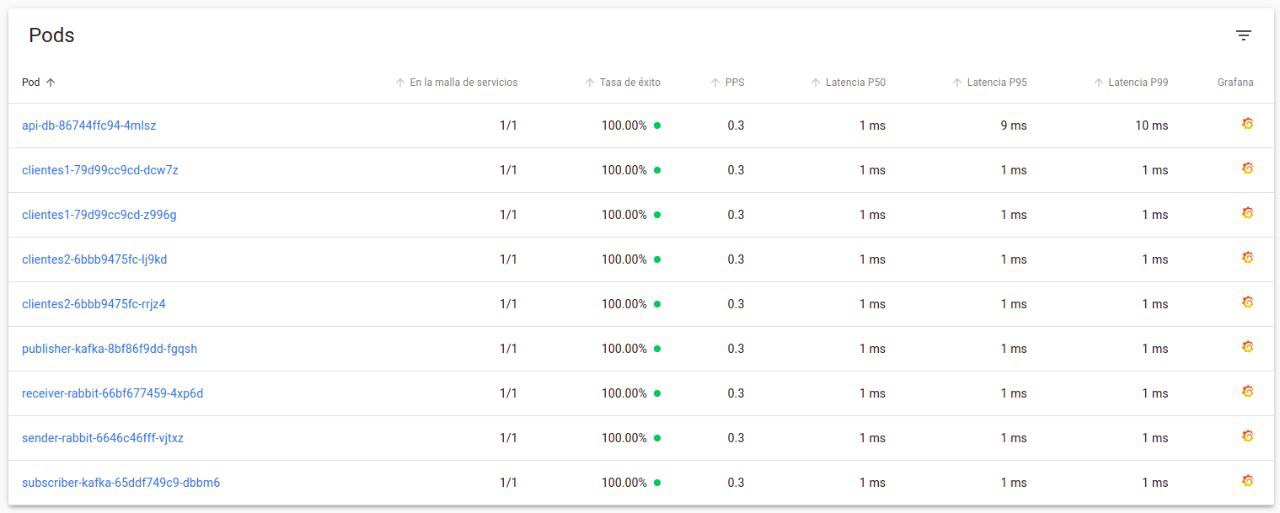 Pods
Pod En la malla de servicios Tasa de éxito PPS Latencia P50 Latencia P95 Latencia P99 Grafana
api-db-86744ffc94-4mlsz 1/1 100.00% 0.3 1 ms 9 ms 10 ms
clientes1-79d99cc9cd-dcw7z 1/1 100.00% 0.3 1 ms 1 ms 1 ms
clientes1-79d99cc9cd-z996g 1/1 100.00% 0.3 1 ms 1 ms 1 ms
clientes2-6bbb9475fc-lj9kd 1/1 100.00% 0.3 1 ms 1 ms 1 ms
clientes2-6bbb9475fc-rrjz4 1/1 100.00% 0.3 1 ms 1 ms 1 ms
publisher-kafka-8bf86f9dd-fgqsh 1/1 100.00% 0.3 1 ms 1 ms 1 ms
receiver-rabbit-66bf677459-4xp6d 1/1 100.00% 0.3 1 ms 1 ms 1 ms
sender-rabbit-6646c46fff-vjtxz 1/1 100.00% 0.3 1 ms 1 ms 1 ms
subscriber-kafka-65ddf749c9-dbbm6 1/1 100.00% 0.3 1 ms 1 ms 1 ms